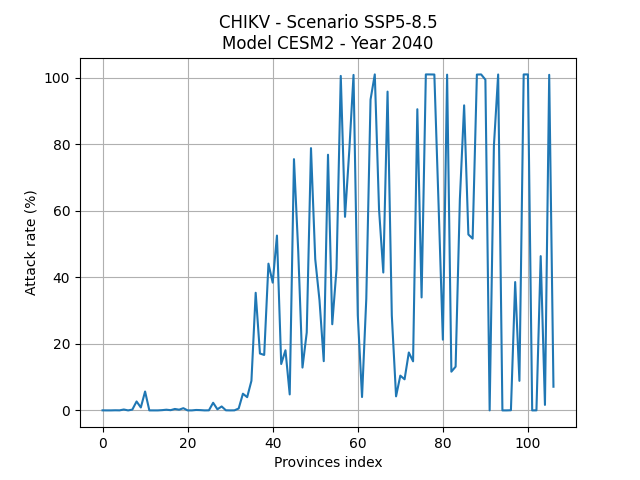 CHIKV - Scenario SSP5-8.5
Model CESM2 - Year 2040
100
80
60
40
20
0
Attack rate (%)
0 20 40 60 80 100
Provinces index